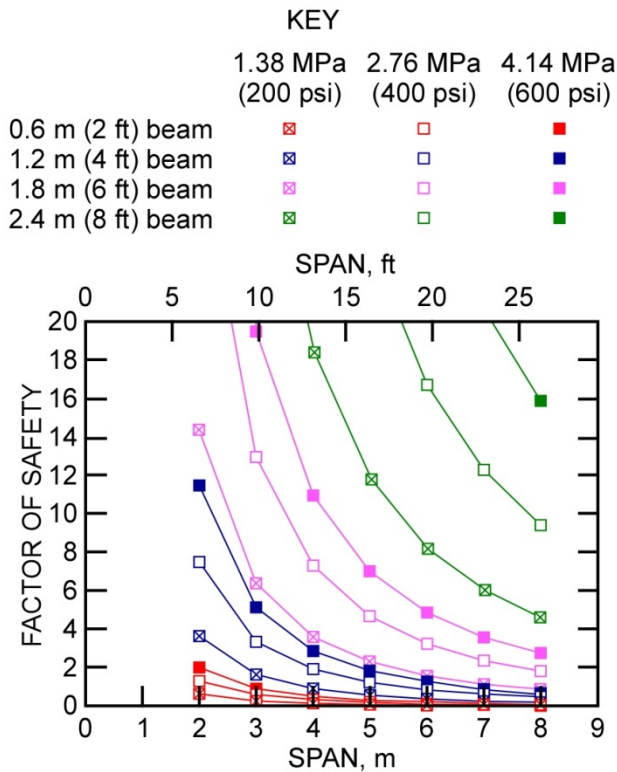 KEY
1.38 MPa 2.76 MPa 4.14 MPa
(200 psi) (400 psi) (600 psi)
0.6 m (2 ft) beam
1.2 m (4 ft) beam
1.8 m (6 ft) beam
2.4 m (8 ft) beam
SPAN, ft
0 5 10 15 20 25
20
18
16
14
12
10
8
6
4
2
0
FACTOR OF SAFETY
0 1 2 3 4 5 6 7 8 9
SPAN, m